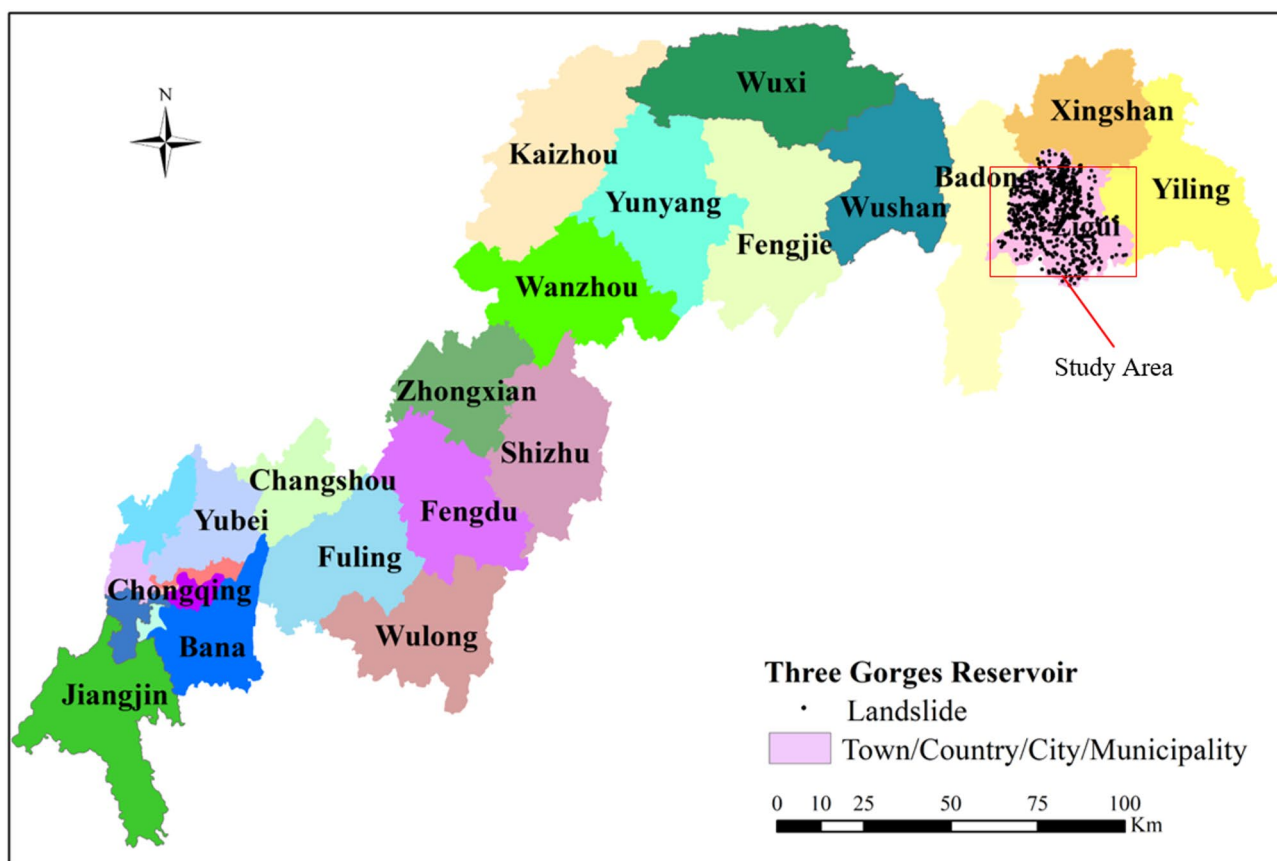 N
Wuxi
Xingshan
Kaizhou
Badong
Yiling
Yunyang
Wushan
Zigui
Fengjie
Wanzhou
Study Area
Zhongxian
Shizhu
Changshou
Fengdu
Yubei
Fuling
Chongqing
Wulong
Bana
Jiangjin
Three Gorges Reservoir
Landslide
Town/Country/City/Municipality
0 10 25 50 75 100
Km